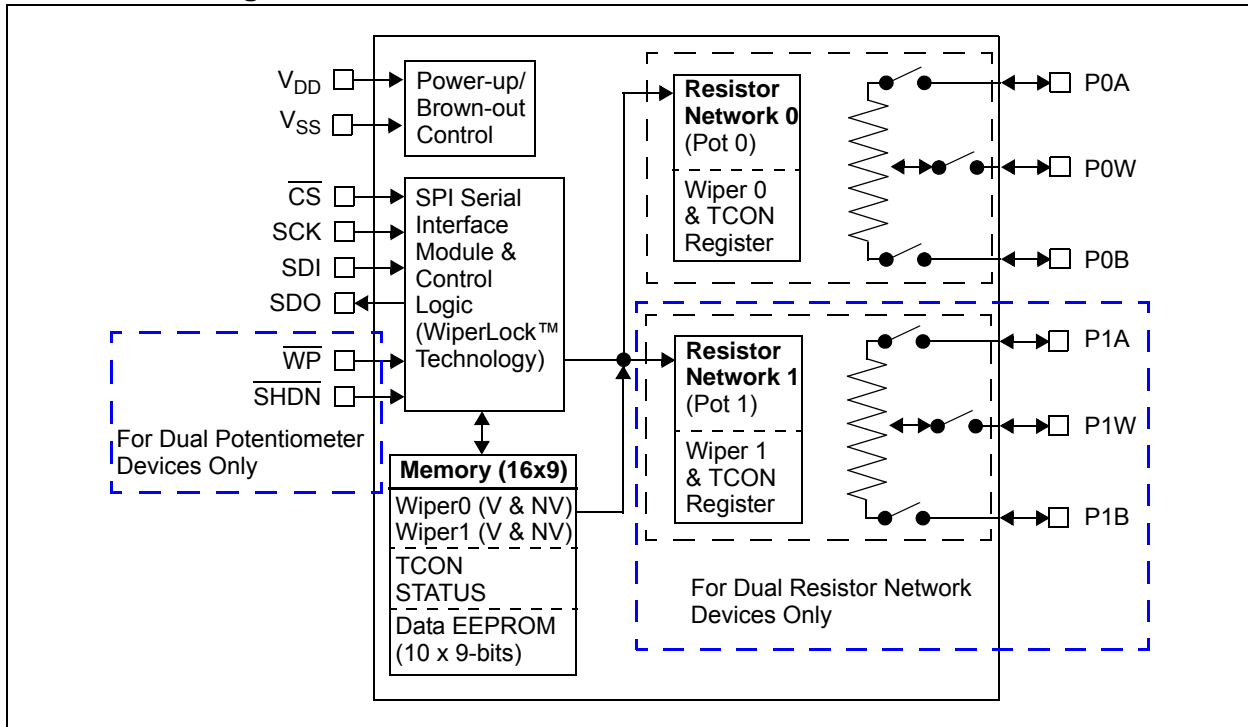 V_DD
V_SS
Power-up/
Brown-out
Control
CS
SCK
SDI
SDO
WP
SHDN
For Dual Potentiometer
Devices Only
SPI Serial
Interface
Module &
Control
Logic
(WiperLock™
Technology)
Memory (16x9)
Wiper0 (V & NV)
Wiper1 (V & NV)
TCON
STATUS
Data EEPROM
(10 x 9-bits)
Resistor
Network 0
(Pot 0)
Wiper 0
& TCON
Register
P0A
P0W
P0B
Resistor
Network 1
(Pot 1)
Wiper 1
& TCON
Register
P1A
P1W
P1B
For Dual Resistor Network
Devices Only